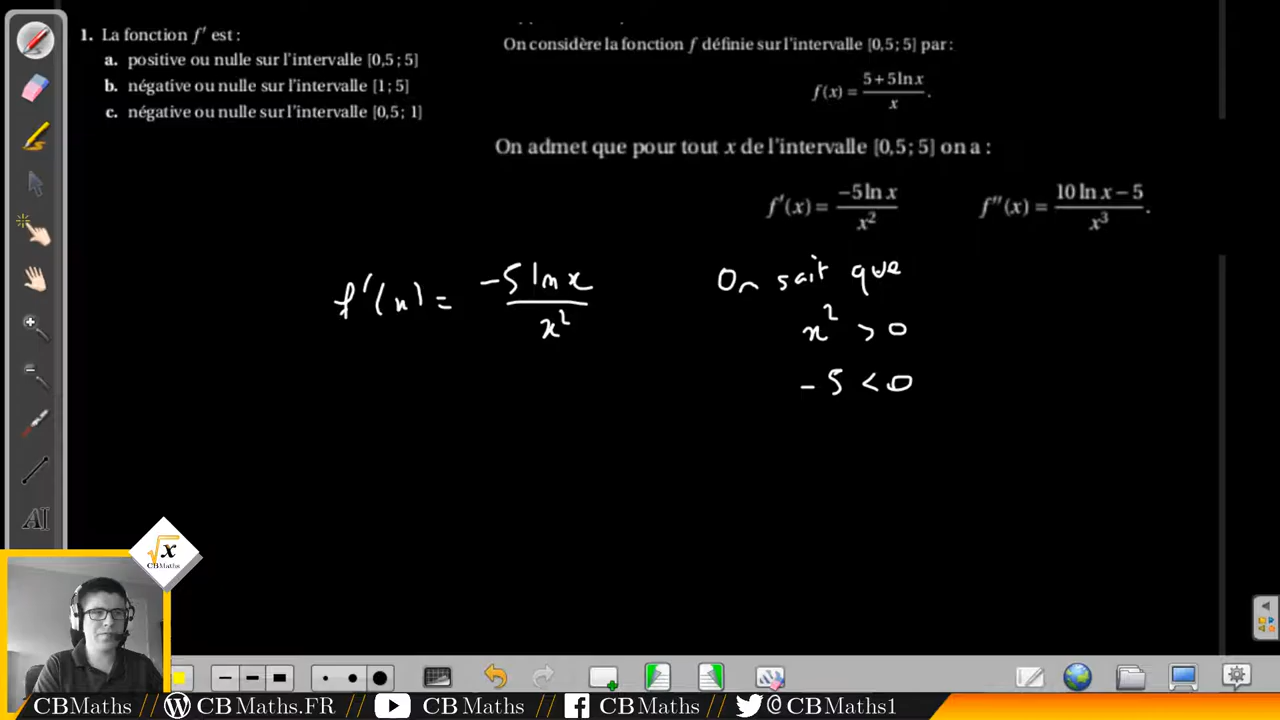 1. La fonction f′ est :
a. positive ou nulle sur l'intervalle [0,5 ; 5]
b. négative ou nulle sur l'intervalle [1 ; 5]
c. négative ou nulle sur l'intervalle [0,5 ; 1]
On considère la fonction f définie sur l'intervalle [0,5 ; 5] par :
f(x) = (5 + 5 ln x)/x.
On admet que pour tout x de l'intervalle [0,5 ; 5] on a :
f′(x) = (−5 ln x)/x² f″(x) = (10 ln x − 5)/x³.
f′(x) = (−5 ln x)/x²
On sait que
x² > 0
−5 < 0
AI
√x
CBMaths
CBMaths CBMaths.FR CBMaths CBMaths @CBMaths1